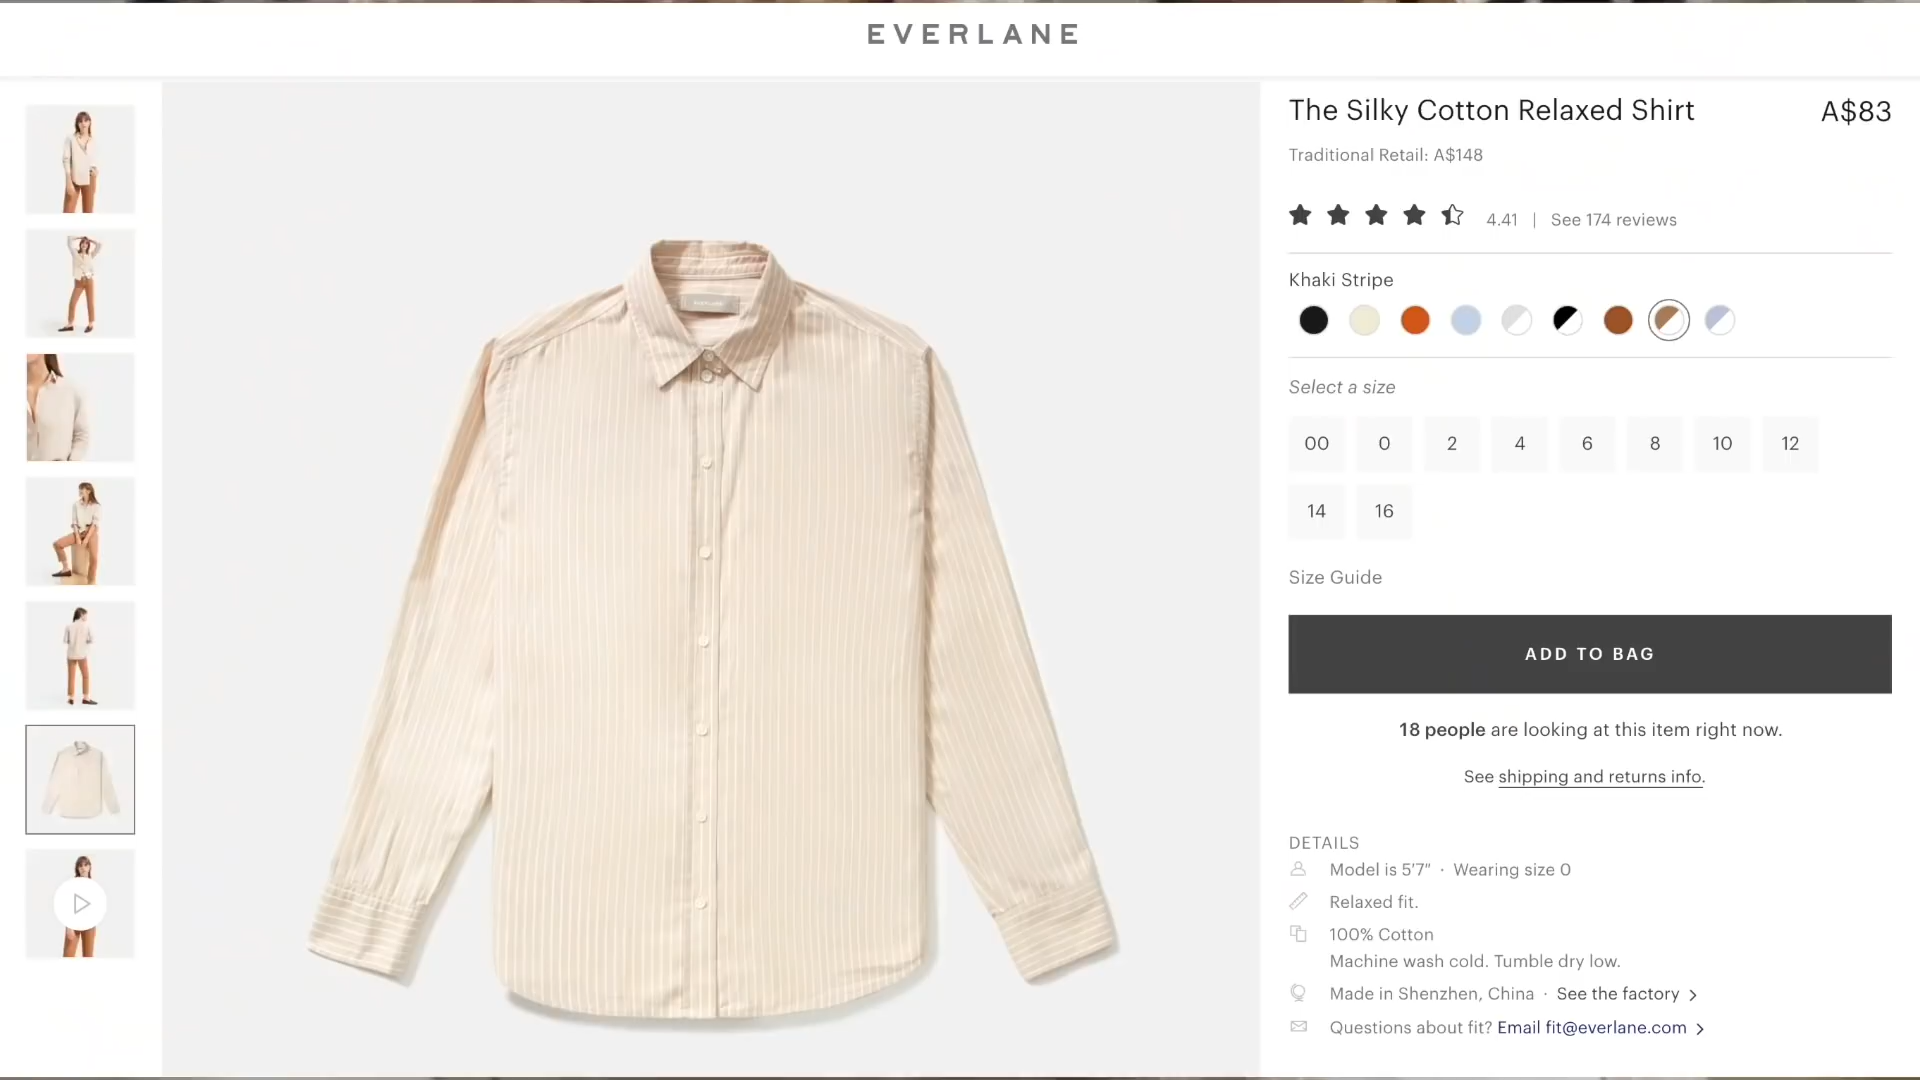 EVERLANE
The Silky Cotton Relaxed Shirt
A$83
Traditional Retail: A$148
4.41 | See 174 reviews
Khaki Stripe
Select a size
00 0 2 4 6 8 10 12
14 16
Size Guide
ADD TO BAG
18 people are looking at this item right now.
See shipping and returns info.
DETAILS
Model is 5'7" · Wearing size 0
Relaxed fit.
100% Cotton
Machine wash cold. Tumble dry low.
Made in Shenzhen, China · See the factory >
Questions about fit? Email fit@everlane.com >
EVERLANE